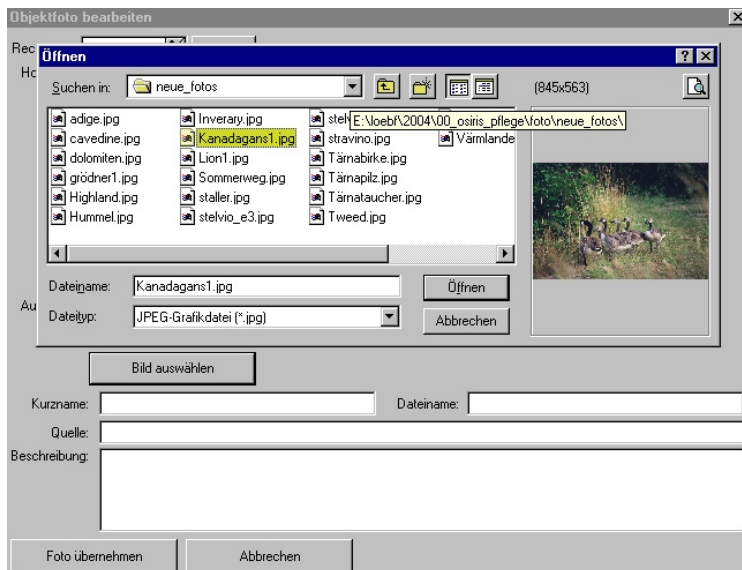 Objektfoto bearbeiten
Rec
Öffnen
Ho
Suchen in: neue_fotos (845x563)
adige.jpg Inverary.jpg
E:\loebf\2004\00_osiris_pflege\foto\neue_fotos\
cavedine.jpg Kanadagans1.jpg stravino.jpg Värmlande
dolomiten.jpg Lion1.jpg Tärnabirke.jpg
grödner1.jpg Sommerweg.jpg Tärnapilz.jpg
Highland.jpg staller.jpg Tärnataucher.jpg
Hummel.jpg stelvio_e3.jpg Tweed.jpg
Dateiname: Kanadagans1.jpg Öffnen
Au
Dateityp: JPEG-Grafikdatei (*.jpg) Abbrechen
Bild auswählen
Kurzname: Dateiname:
Quelle:
Beschreibung:
Foto übernehmen Abbrechen